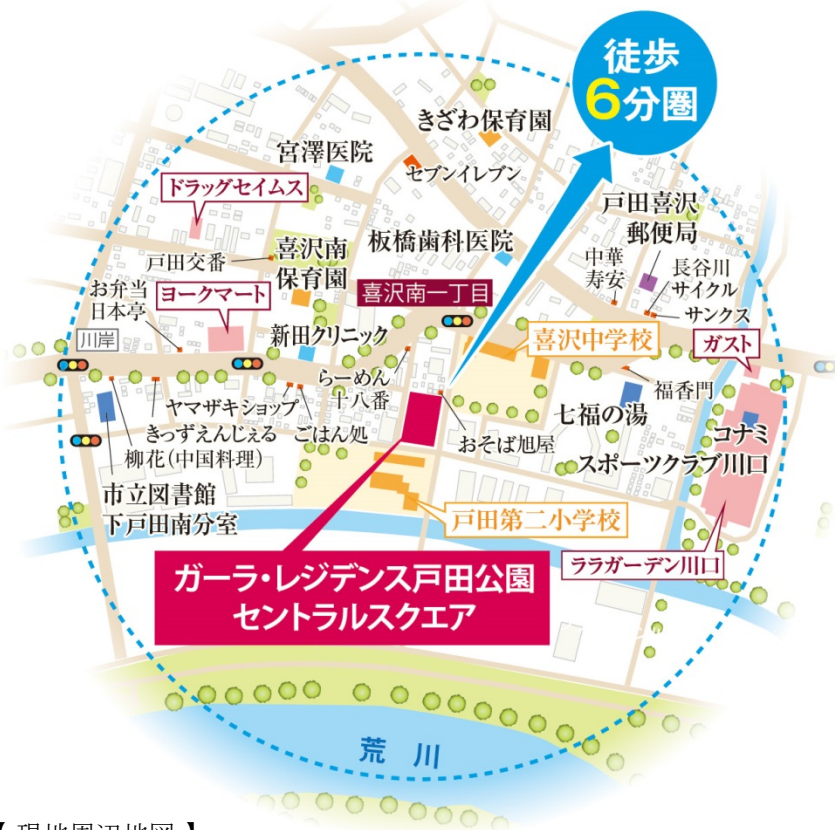 徒歩
6分圏
きざわ保育園
宮澤医院
セブンイレブン
ドラッグセイムス
戸田喜沢
郵便局
板橋歯科医院
喜沢南
保育園
戸田交番
中華
寿安
長谷川
サイクル
お弁当
日本亭
ヨークマート
喜沢南一丁目
サンクス
川岸
新田クリニック
喜沢中学校
ガスト
らーめん
十八番
福香門
ヤマザキショップ
ごはん処
きっずえんじぇる
柳花(中国料理)
おそば旭屋
七福の湯
コナミ
スポーツクラブ川口
市立図書館
下戸田南分室
戸田第二小学校
ララガーデン川口
ガーラ・レジデンス戸田公園
セントラルスクエア
荒川
【 現地周辺地図 】